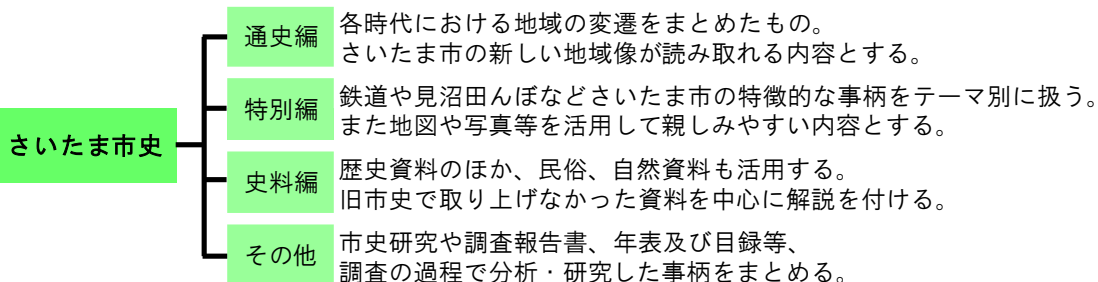 さいたま市史
通史編
各時代における地域の変遷をまとめたもの。
さいたま市の新しい地域像が読み取れる内容とする。
特別編
鉄道や見沼田んぼなどさいたま市の特徴的な事柄をテーマ別に扱う。
また地図や写真等を活用して親しみやすい内容とする。
史料編
歴史資料のほか、民俗、自然資料も活用する。
旧市史で取り上げなかった資料を中心に解説を付ける。
その他
市史研究や調査報告書、年表及び目録等、
調査の過程で分析・研究した事柄をまとめる。